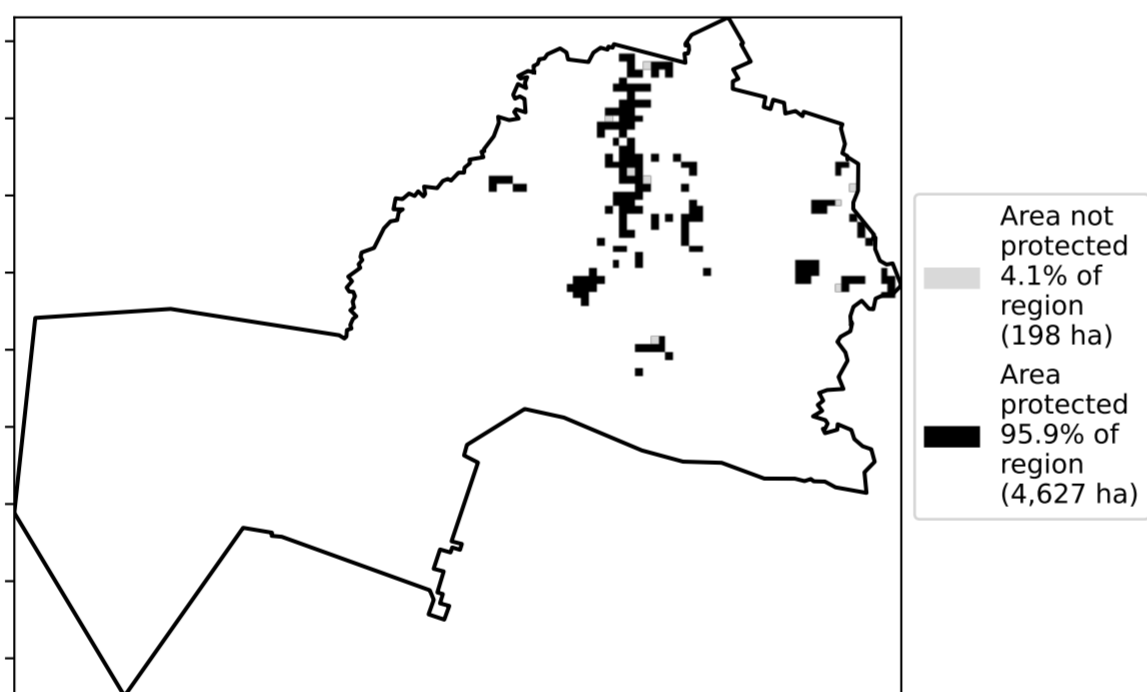 Area not
protected
4.1% of
region
(198 ha)
Area
protected
95.9% of
region
(4,627 ha)